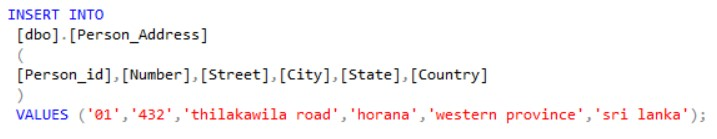 INSERT INTO
[dbo].[Person_Address]
(
[Person_id],[Number],[Street],[City],[State],[Country]
)
VALUES ('01','432','thilakawila road','horana','western province','sri lanka');